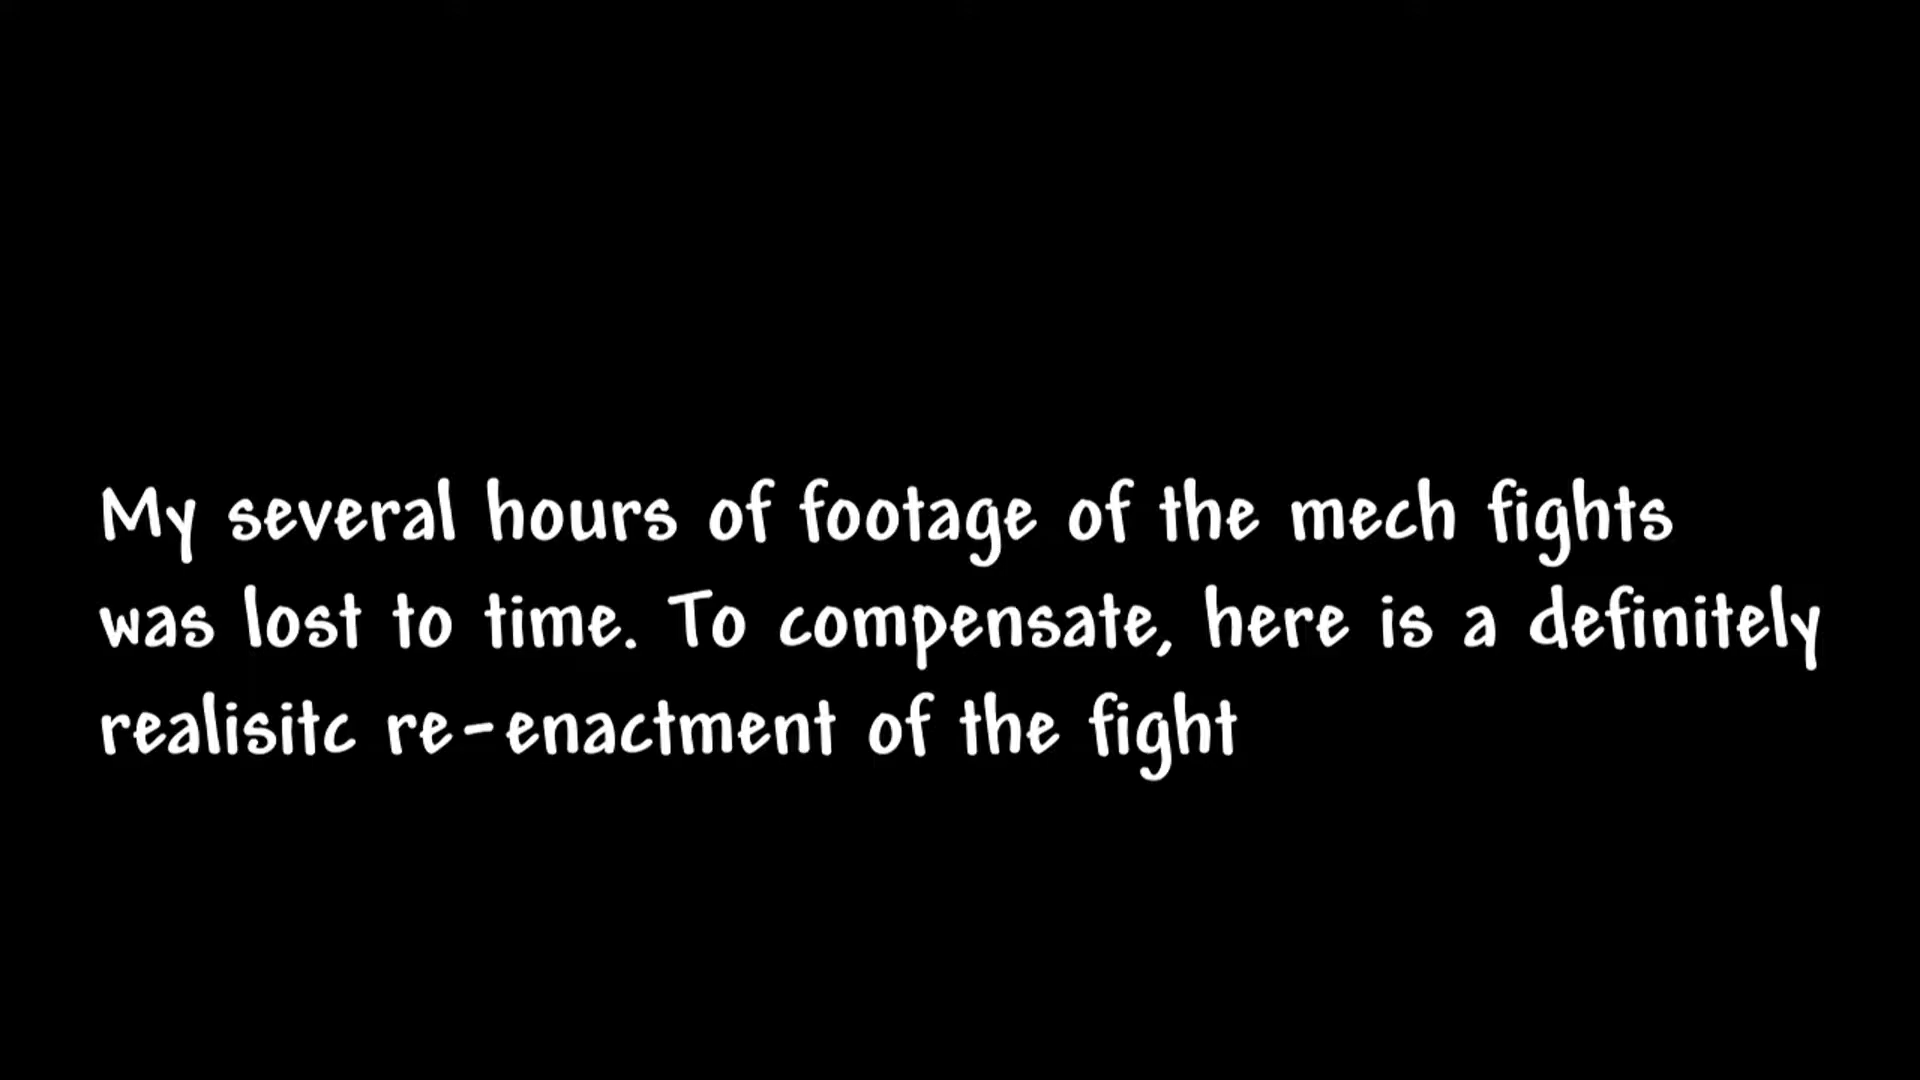 My several hours of footage of the mech fights
was lost to time. To compensate, here is a definitely
realisitc re-enactment of the fight